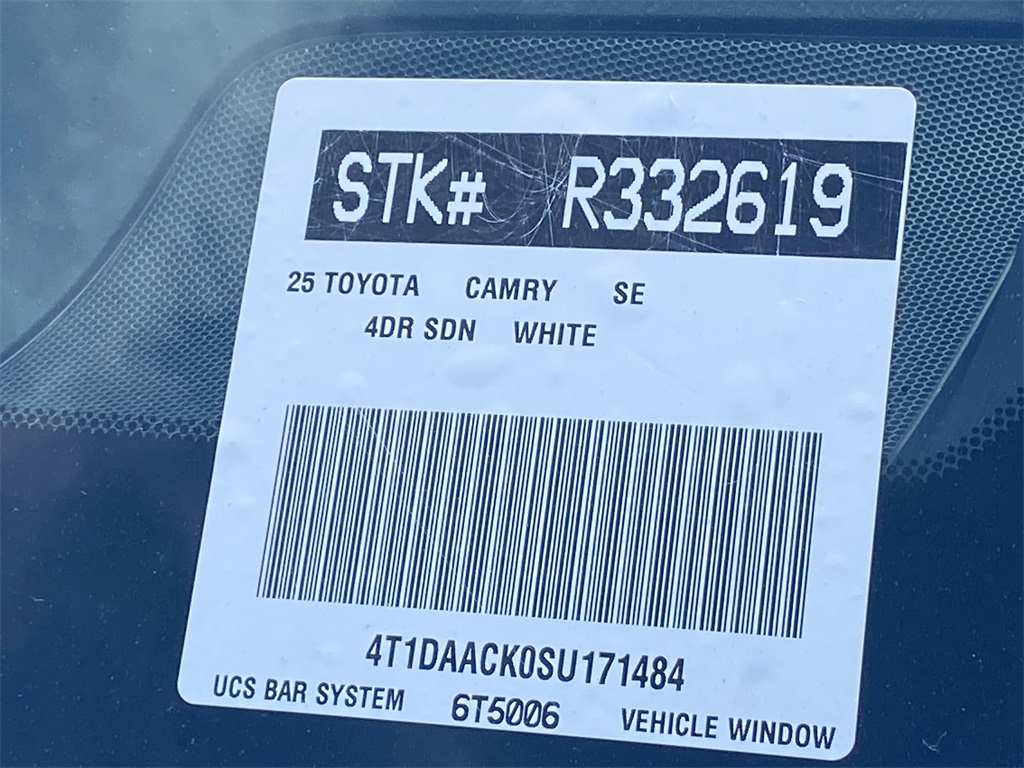 STK# R332619
25 TOYOTA CAMRY SE
4DR SDN WHITE
4T1DAACK0SU171484
UCS BAR SYSTEM 6T5006 VEHICLE WINDOW